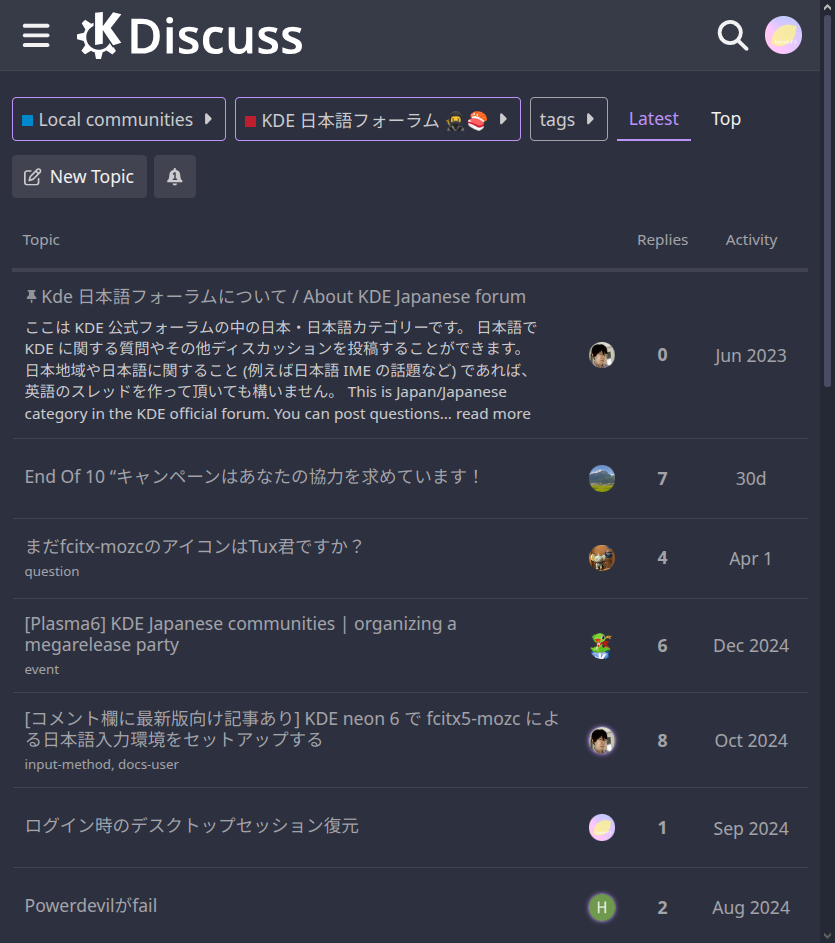 Discuss
Local communities
KDE 日本語フォーラム 🥷🍣
tags
Latest
Top
New Topic
Topic
Replies
Activity
Kde 日本語フォーラムについて / About KDE Japanese forum
ここは KDE 公式フォーラムの中の日本・日本語カテゴリーです。 日本語で
KDE に関する質問やその他ディスカッションを投稿することができます。
日本地域や日本語に関すること (例えば日本語 IME の話題など) であれば、
英語のスレッドを作って頂いても構いません。 This is Japan/Japanese
category in the KDE official forum. You can post questions... read more
0
Jun 2023
End Of 10 “キャンペーンはあなたの協力を求めています！
7
30d
まだfcitx-mozcのアイコンはTux君ですか？
question
4
Apr 1
[Plasma6] KDE Japanese communities | organizing a
megarelease party
event
6
Dec 2024
[コメント欄に最新版向け記事あり] KDE neon 6 で fcitx5-mozc によ
る日本語入力環境をセットアップする
input-method, docs-user
8
Oct 2024
ログイン時のデスクトップセッション復元
1
Sep 2024
Powerdevilがfail
H
2
Aug 2024